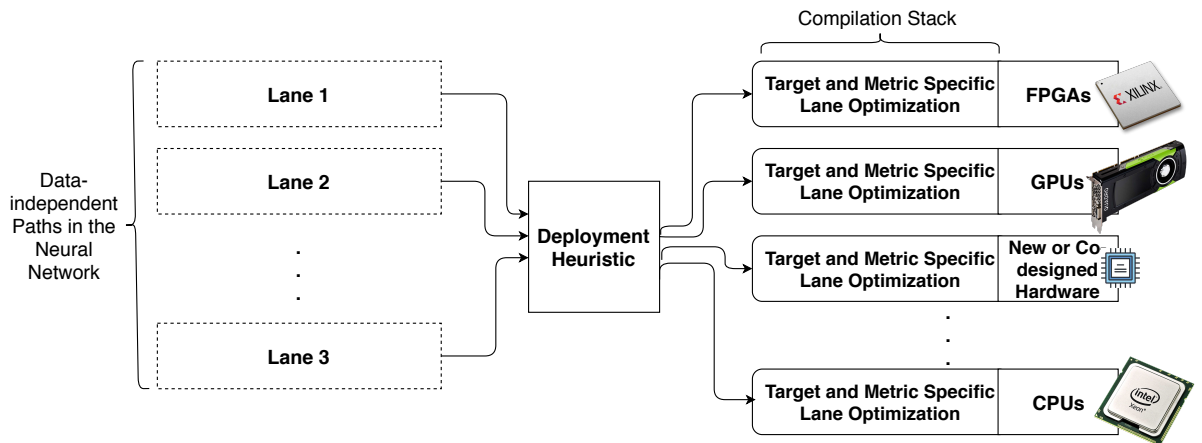 Compilation Stack
Data-
independent
Paths in the
Neural
Network
Lane 1
Lane 2
.
.
.
Lane 3
Deployment
Heuristic
Target and Metric Specific
Lane Optimization
FPGAs
XILINX
Target and Metric Specific
Lane Optimization
GPUs
Target and Metric Specific
Lane Optimization
New or Co-
designed
Hardware
.
.
.
Target and Metric Specific
Lane Optimization
CPUs
intel
Xeon